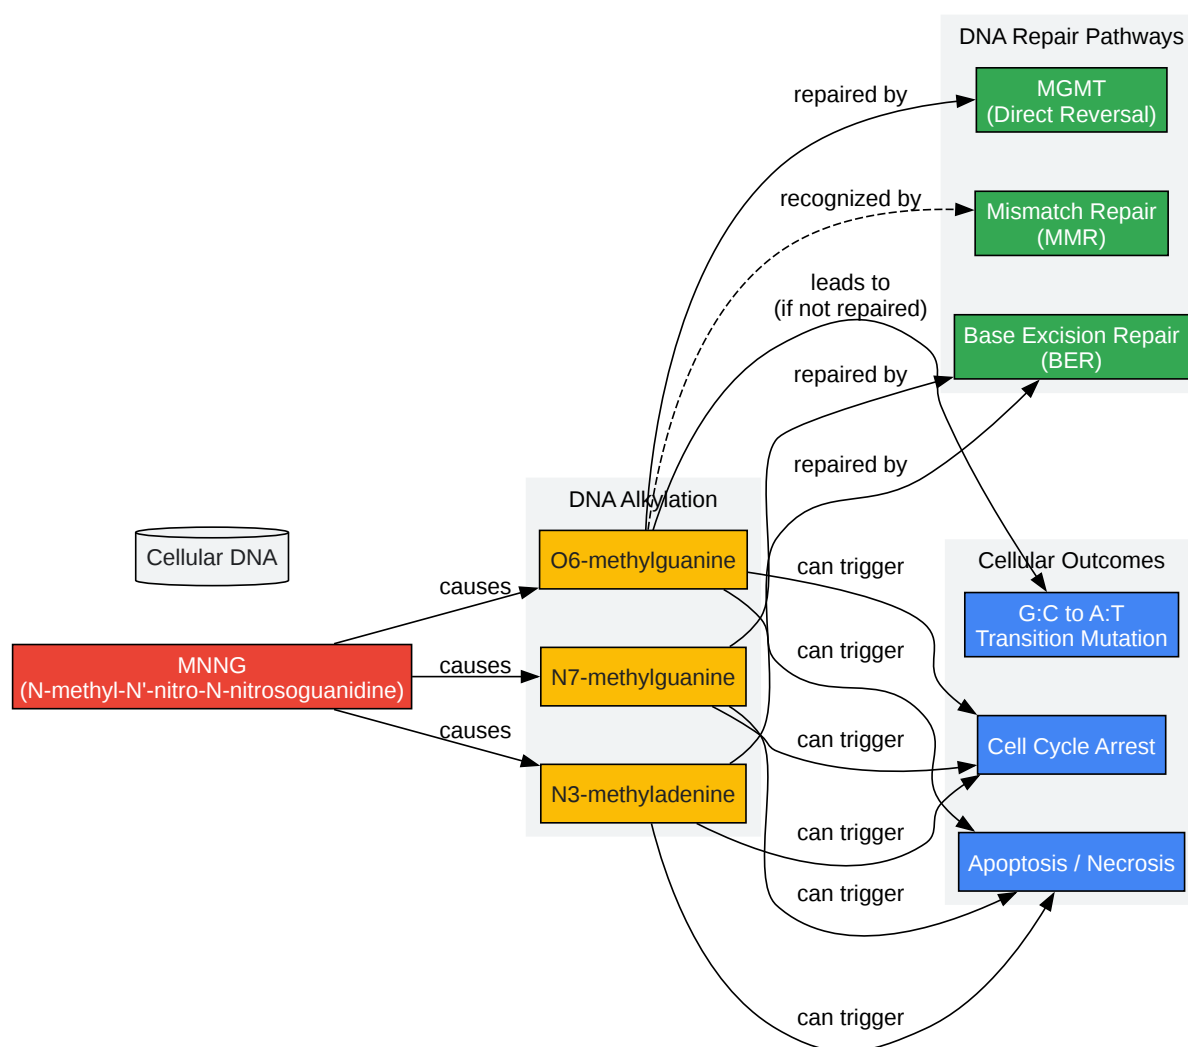 DNA Repair Pathways
repaired by
MGMT
(Direct Reversal)
recognized by
Mismatch Repair
(MMR)
leads to
(if not repaired)
Base Excision Repair
(BER)
repaired by
repaired by
DNA Alkylation
Cellular DNA
O6-methylguanine
can trigger
Cellular Outcomes
causes
G:C to A:T
Transition Mutation
MNNG
(N-methyl-N'-nitro-N-nitrosoguanidine)
causes
N7-methylguanine
can trigger
causes
can trigger
Cell Cycle Arrest
N3-methyladenine
can trigger
Apoptosis / Necrosis
can trigger
can trigger